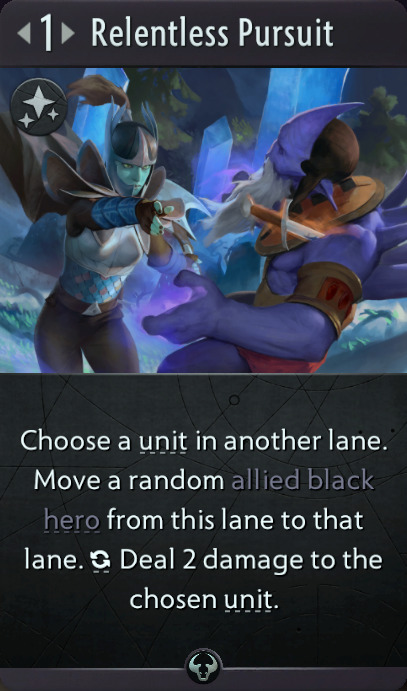 1 Relentless Pursuit
Choose a unit in another lane.
Move a random allied black
hero from this lane to that
lane. Deal 2 damage to the
chosen unit.